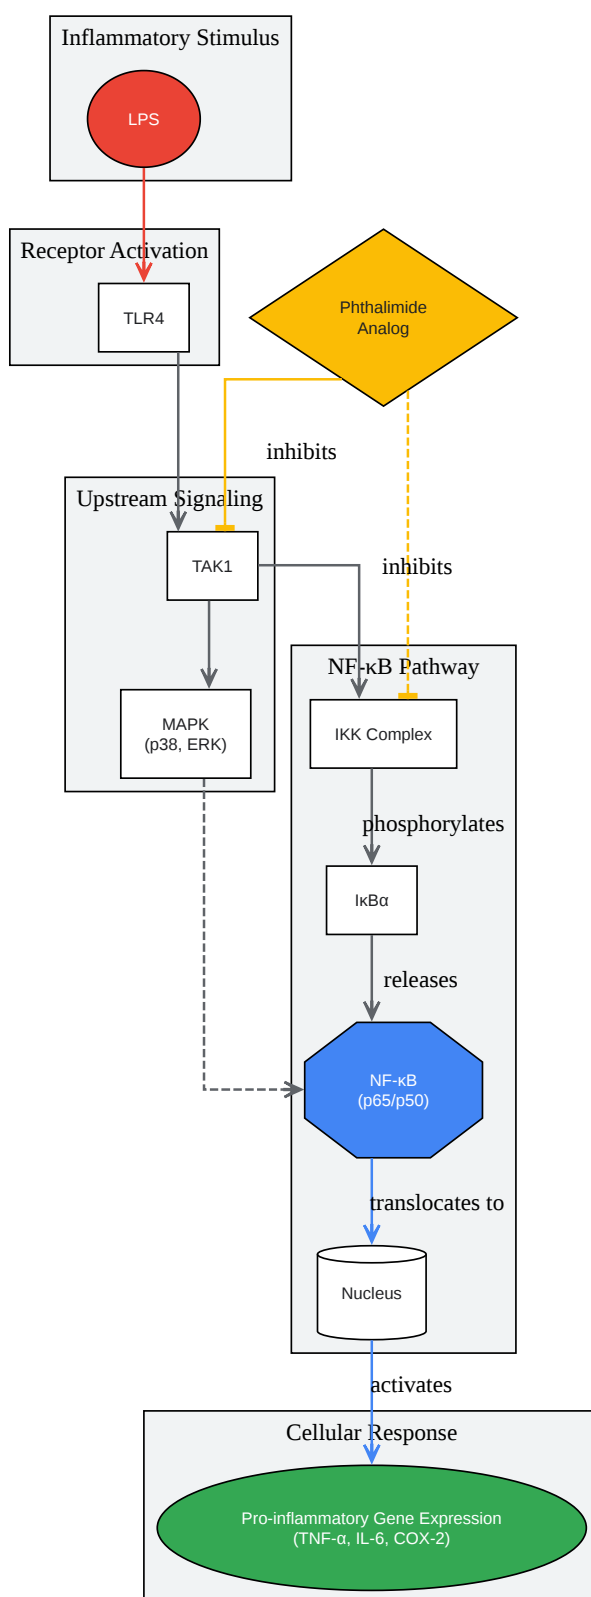 Inflammatory Stimulus
LPS
Receptor Activation
TLR4
Phthalimide
Analog
inhibits
Upstream Signaling
TAK1
inhibits
NF-κB Pathway
MAPK
(p38, ERK)
IKK Complex
phosphorylates
IκBα
releases
NF-κB
(p65/p50)
translocates to
Nucleus
activates
Cellular Response
Pro-inflammatory Gene Expression
(TNF-α, IL-6, COX-2)